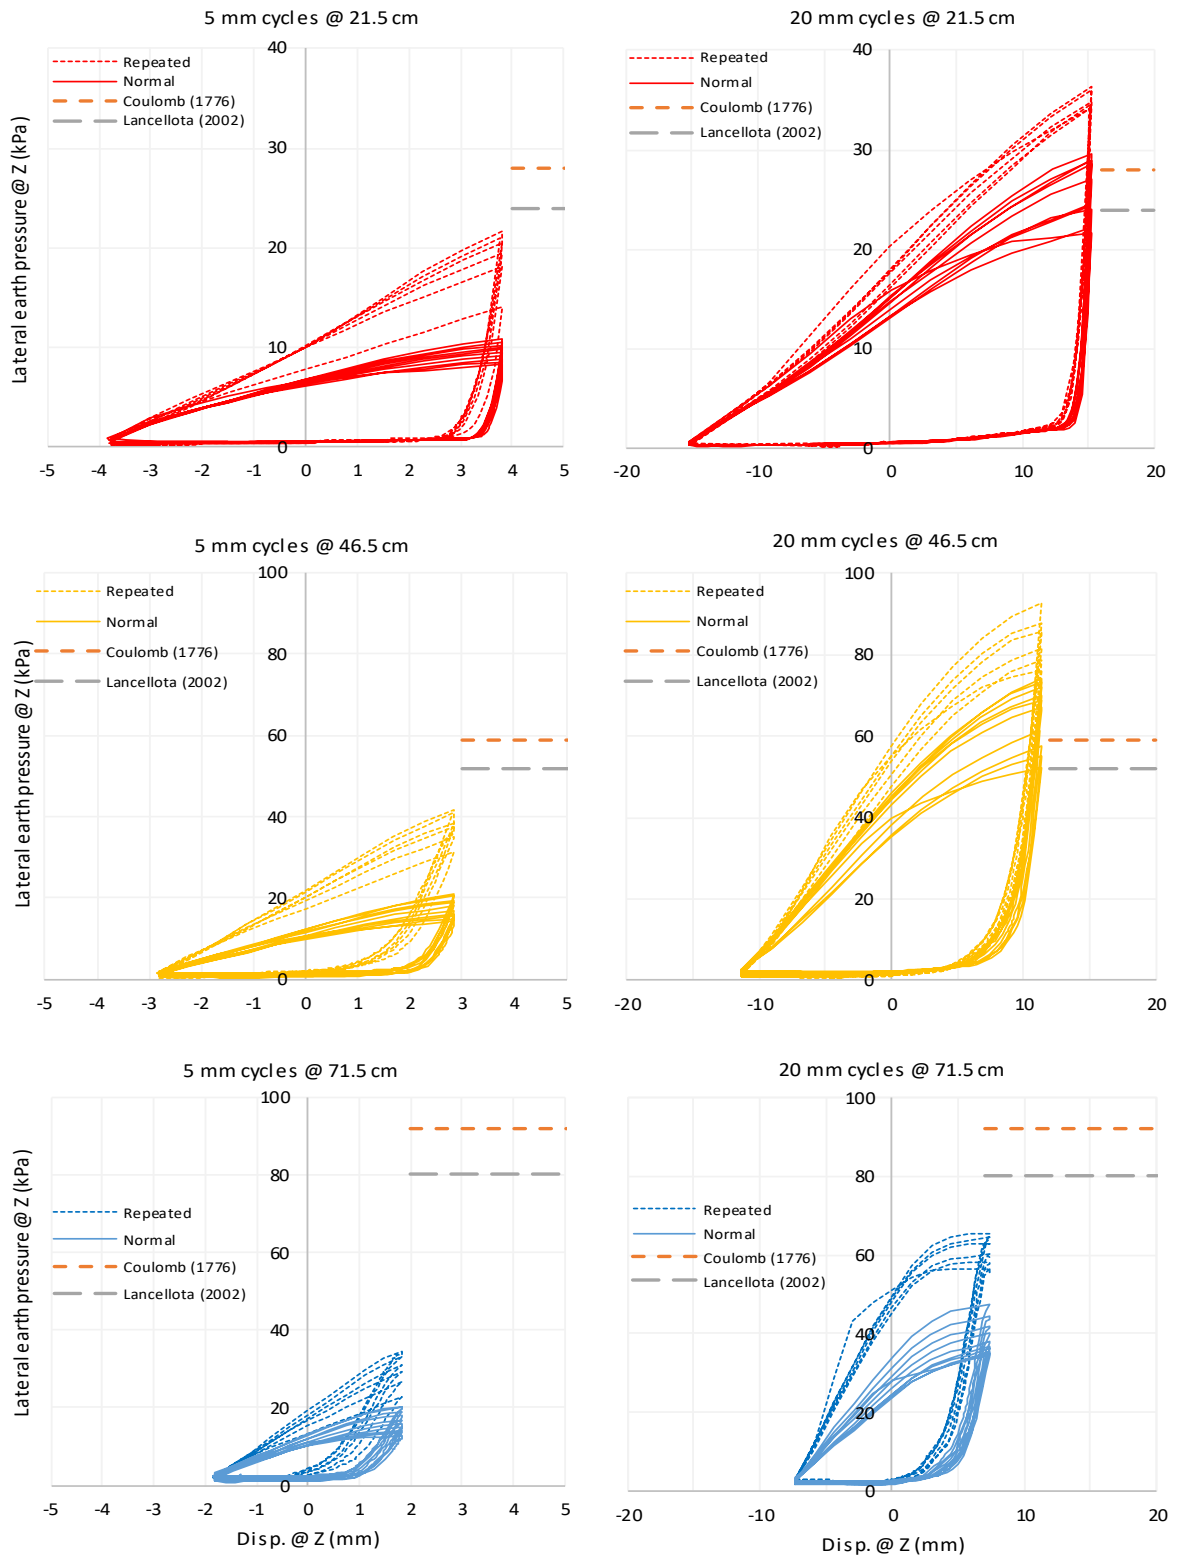 5 mm cycles @ 21.5 cm
Lateral earth pressure @ Z (kPa)
Repeated
Normal
Coulomb (1776)
Lancellota (2002)
40
30
20
10
0
-5 -4 -3 -2 -1 0 1 2 3 4 5
20 mm cycles @ 21.5 cm
Repeated
Normal
Coulomb (1776)
Lancellota (2002)
40
30
20
10
0
-20 -10 0 10 20
5 mm cycles @ 46.5 cm
Lateral earth pressure @ Z (kPa)
Repeated
Normal
Coulomb (1776)
Lancellota (2002)
100
80
60
40
20
0
-5 -4 -3 -2 -1 0 1 2 3 4 5
20 mm cycles @ 46.5 cm
Repeated
Normal
Coulomb (1776)
Lancellota (2002)
100
80
60
40
20
0
-20 -10 0 10 20
5 mm cycles @ 71.5 cm
Lateral earth pressure @ Z (kPa)
Repeated
Normal
Coulomb (1776)
Lancellota (2002)
100
80
60
40
20
0
-5 -4 -3 -2 -1 0 1 2 3 4 5
Disp. @ Z (mm)
20 mm cycles @ 71.5 cm
Repeated
Normal
Coulomb (1776)
Lancellota (2002)
100
80
60
40
20
0
-20 -10 0 10 20
Disp. @ Z (mm)